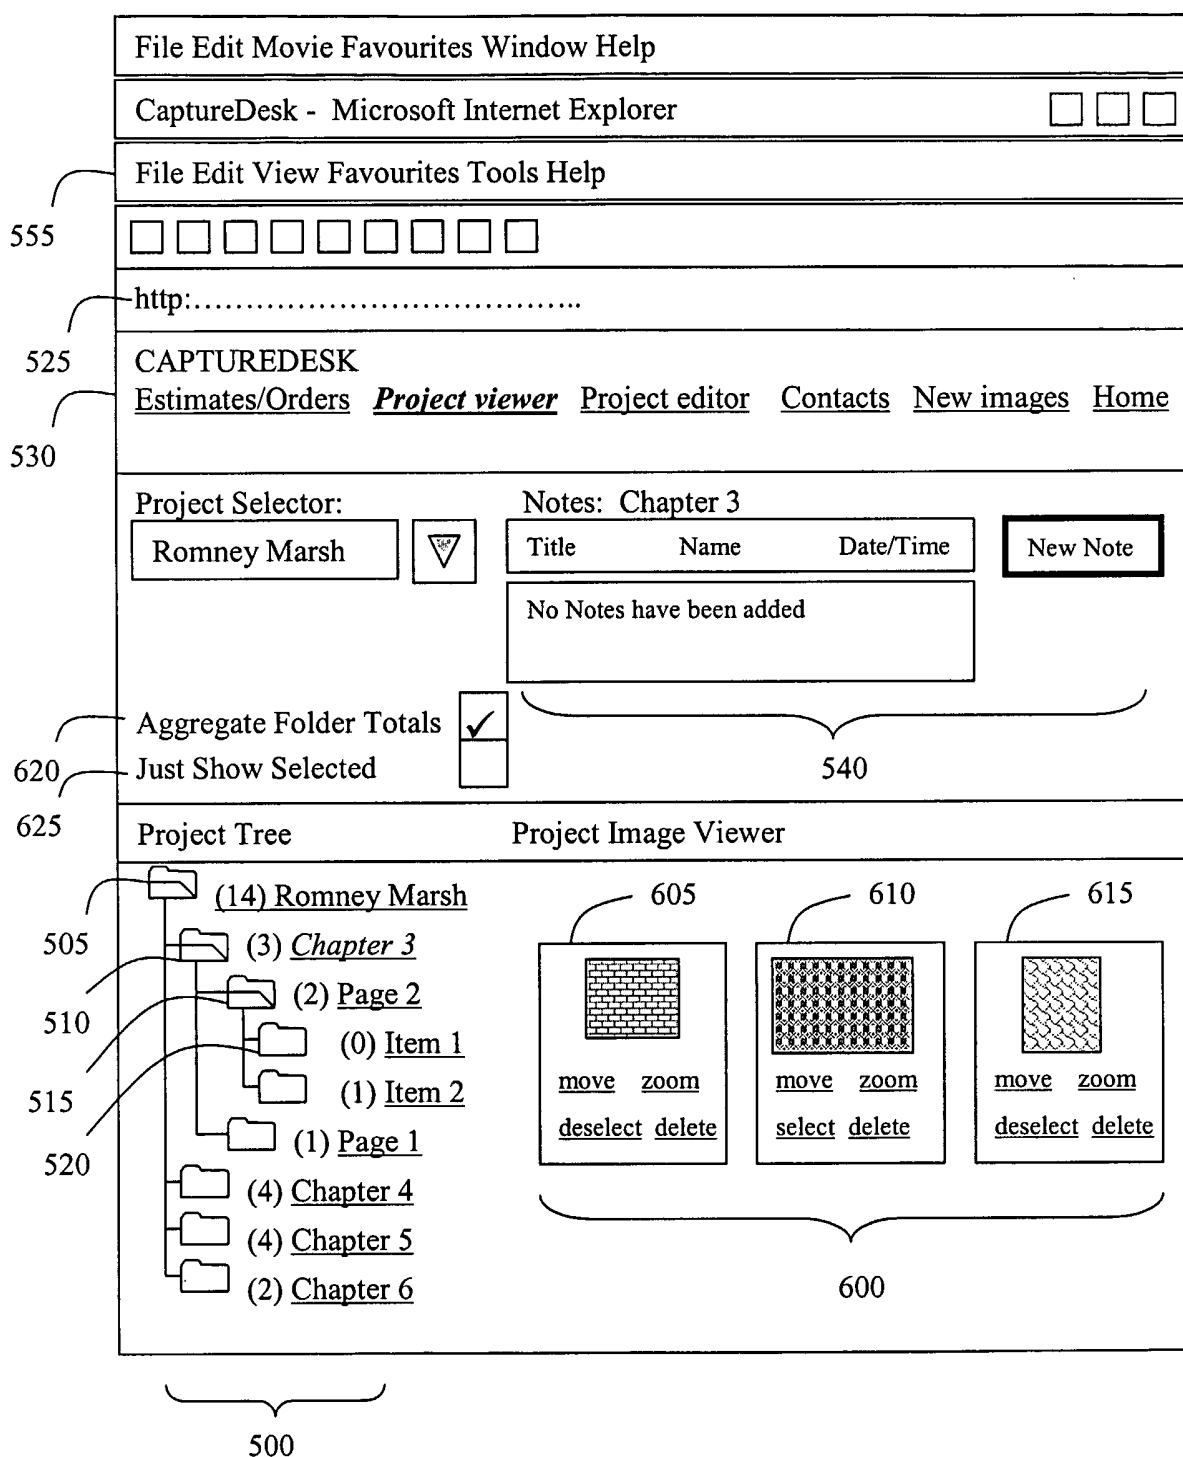 File Edit Movie Favourites Window Help
CaptureDesk - Microsoft Internet Explorer
File Edit View Favourites Tools Help
555
http:........................................
525
CAPTUREDESK
Estimates/Orders Project viewer Project editor Contacts New images Home
530
Project Selector: Notes: Chapter 3
Romney Marsh Title Name Date/Time New Note
No Notes have been added
Aggregate Folder Totals
620 Just Show Selected 540
625
Project Tree Project Image Viewer
(14) Romney Marsh 605 610 615
505
(3) Chapter 3
510
(2) Page 2
(0) Item 1
515
(1) Item 2
520
(1) Page 1
move zoom move zoom move zoom
deselect delete select delete deselect delete
(4) Chapter 4
(4) Chapter 5
(2) Chapter 6 600
500